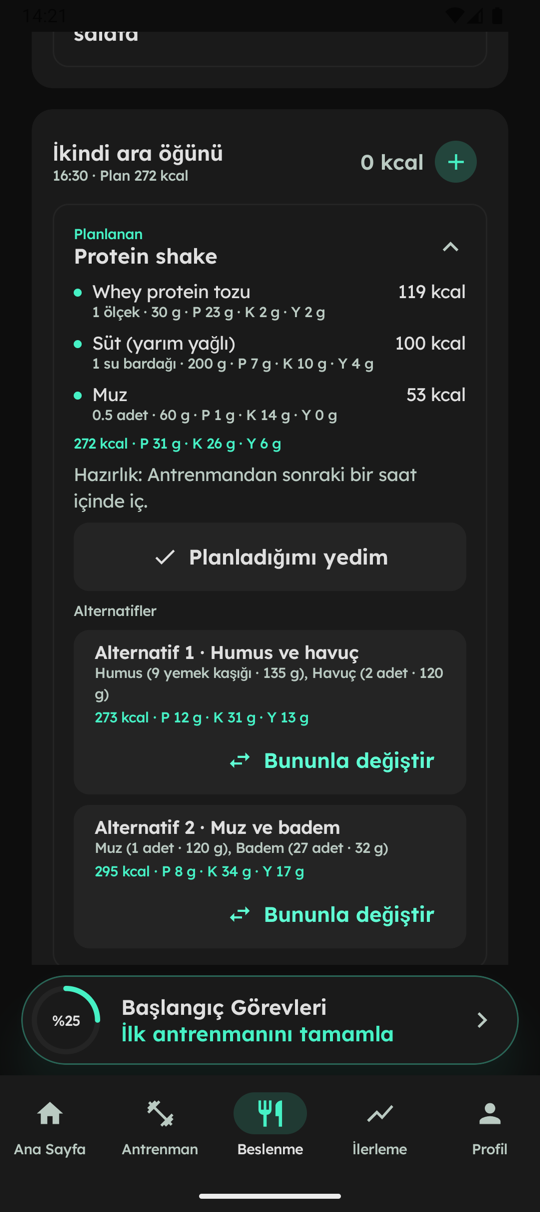 14:21
salata
İkindi ara öğünü
0 kcal
16:30 · Plan 272 kcal
Planlanan
Protein shake
Whey protein tozu
119 kcal
1 ölçek · 30 g · P 23 g · K 2 g · Y 2 g
Süt (yarım yağlı)
100 kcal
1 su bardağı · 200 g · P 7 g · K 10 g · Y 4 g
Muz
53 kcal
0.5 adet · 60 g · P 1 g · K 14 g · Y 0 g
272 kcal · P 31 g · K 26 g · Y 6 g
Hazırlık: Antrenmandan sonraki bir saat
içinde iç.
Planladığımı yedim
Alternatifler
Alternatif 1 · Humus ve havuç
Humus (9 yemek kaşığı · 135 g), Havuç (2 adet · 120
g)
273 kcal · P 12 g · K 31 g · Y 13 g
Bununla değiştir
Alternatif 2 · Muz ve badem
Muz (1 adet · 120 g), Badem (27 adet · 32 g)
295 kcal · P 8 g · K 34 g · Y 17 g
Bununla değiştir
%25
Başlangıç Görevleri
İlk antrenmanını tamamla
Ana Sayfa
Antrenman
Beslenme
İlerleme
Profil